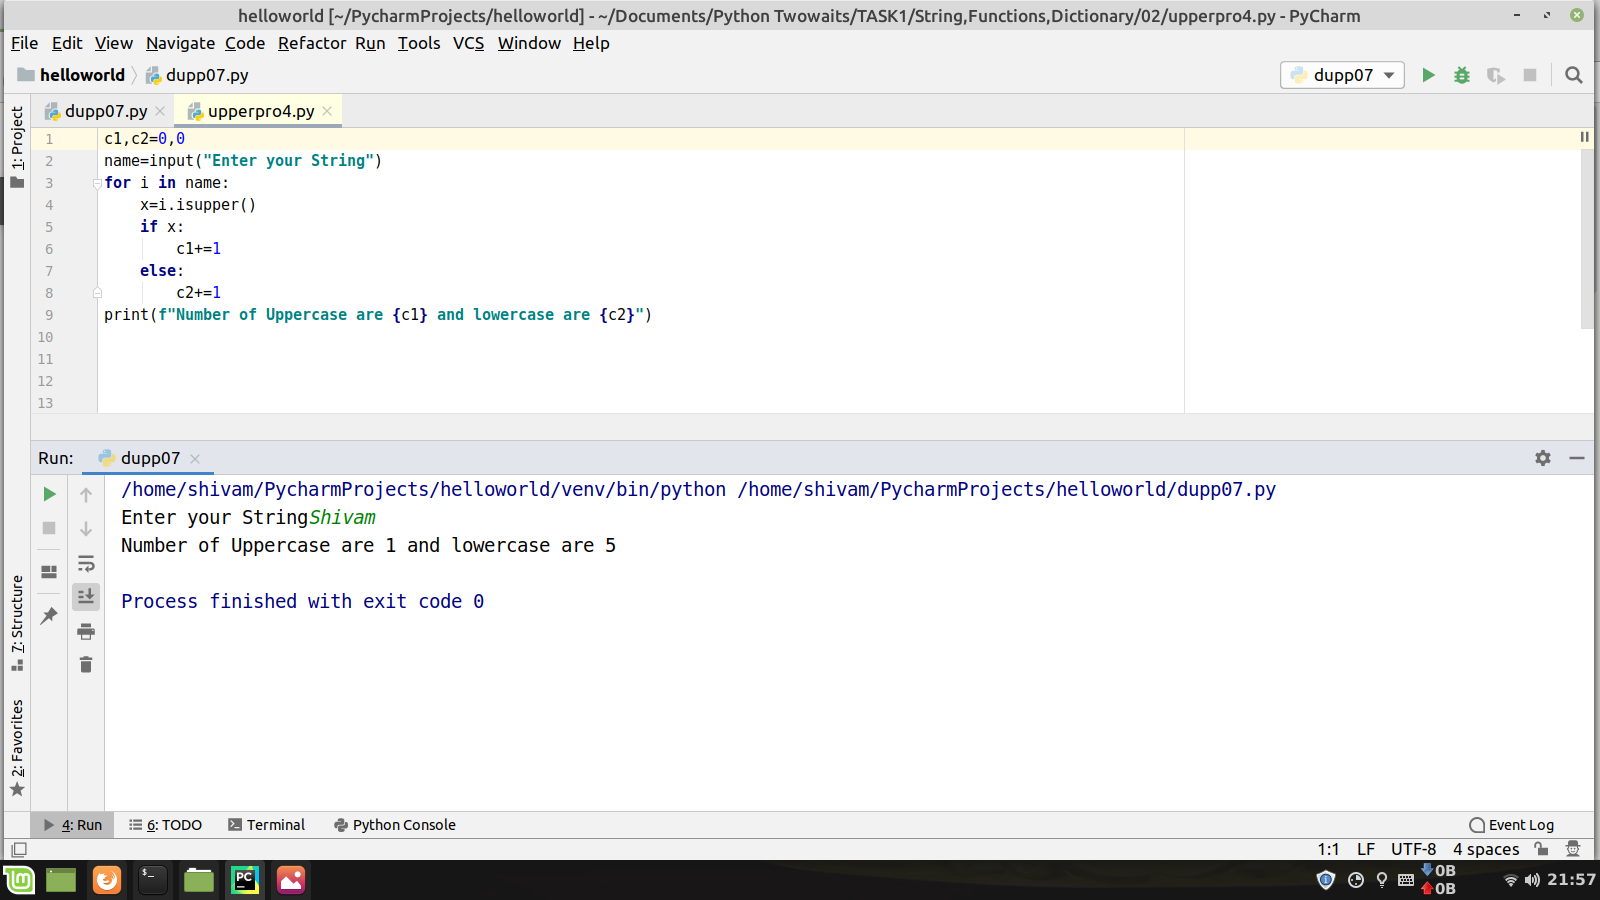 helloworld [~/PycharmProjects/helloworld] - ~/Documents/Python Twowaits/TASK1/String,Functions,Dictionary/02/upperpro4.py - PyCharm
File Edit View Navigate Code Refactor Run Tools VCS Window Help
helloworld dupp07.py dupp07
dupp07.py upperpro4.py
1: Project
1 c1,c2=0,0
2 name=input("Enter your String")
3 for i in name:
4     x=i.isupper()
5     if x:
6         c1+=1
7     else:
8         c2+=1
9 print(f"Number of Uppercase are {c1} and lowercase are {c2}")
10
11
12
13
Run: dupp07
/home/shivam/PycharmProjects/helloworld/venv/bin/python /home/shivam/PycharmProjects/helloworld/dupp07.py
Enter your StringShivam
Number of Uppercase are 1 and lowercase are 5
Process finished with exit code 0
7: Structure
2: Favorites
4: Run 6: TODO Terminal Python Console Event Log
1:1 LF UTF-8 4 spaces
$_ PC 0B 0B 21:57